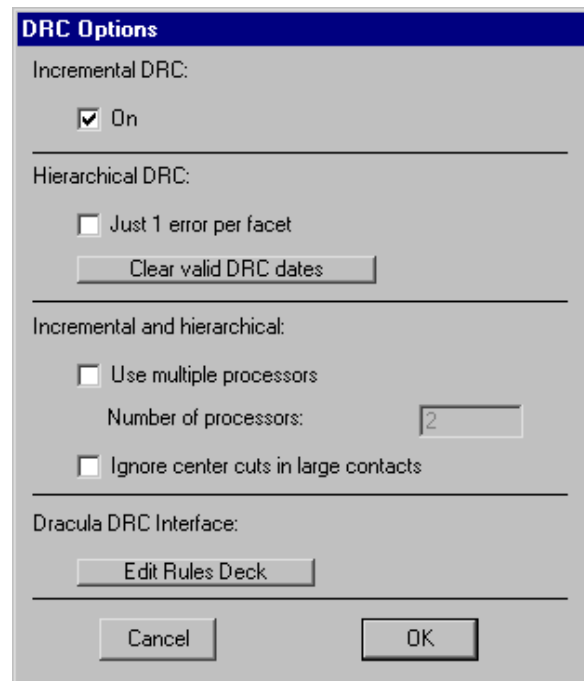 DRC Options
Incremental DRC:
On
Hierarchical DRC:
Just 1 error per facet
Clear valid DRC dates
Incremental and hierarchical:
Use multiple processors
Number of processors: 2
Ignore center cuts in large contacts
Dracula DRC Interface:
Edit Rules Deck
Cancel OK